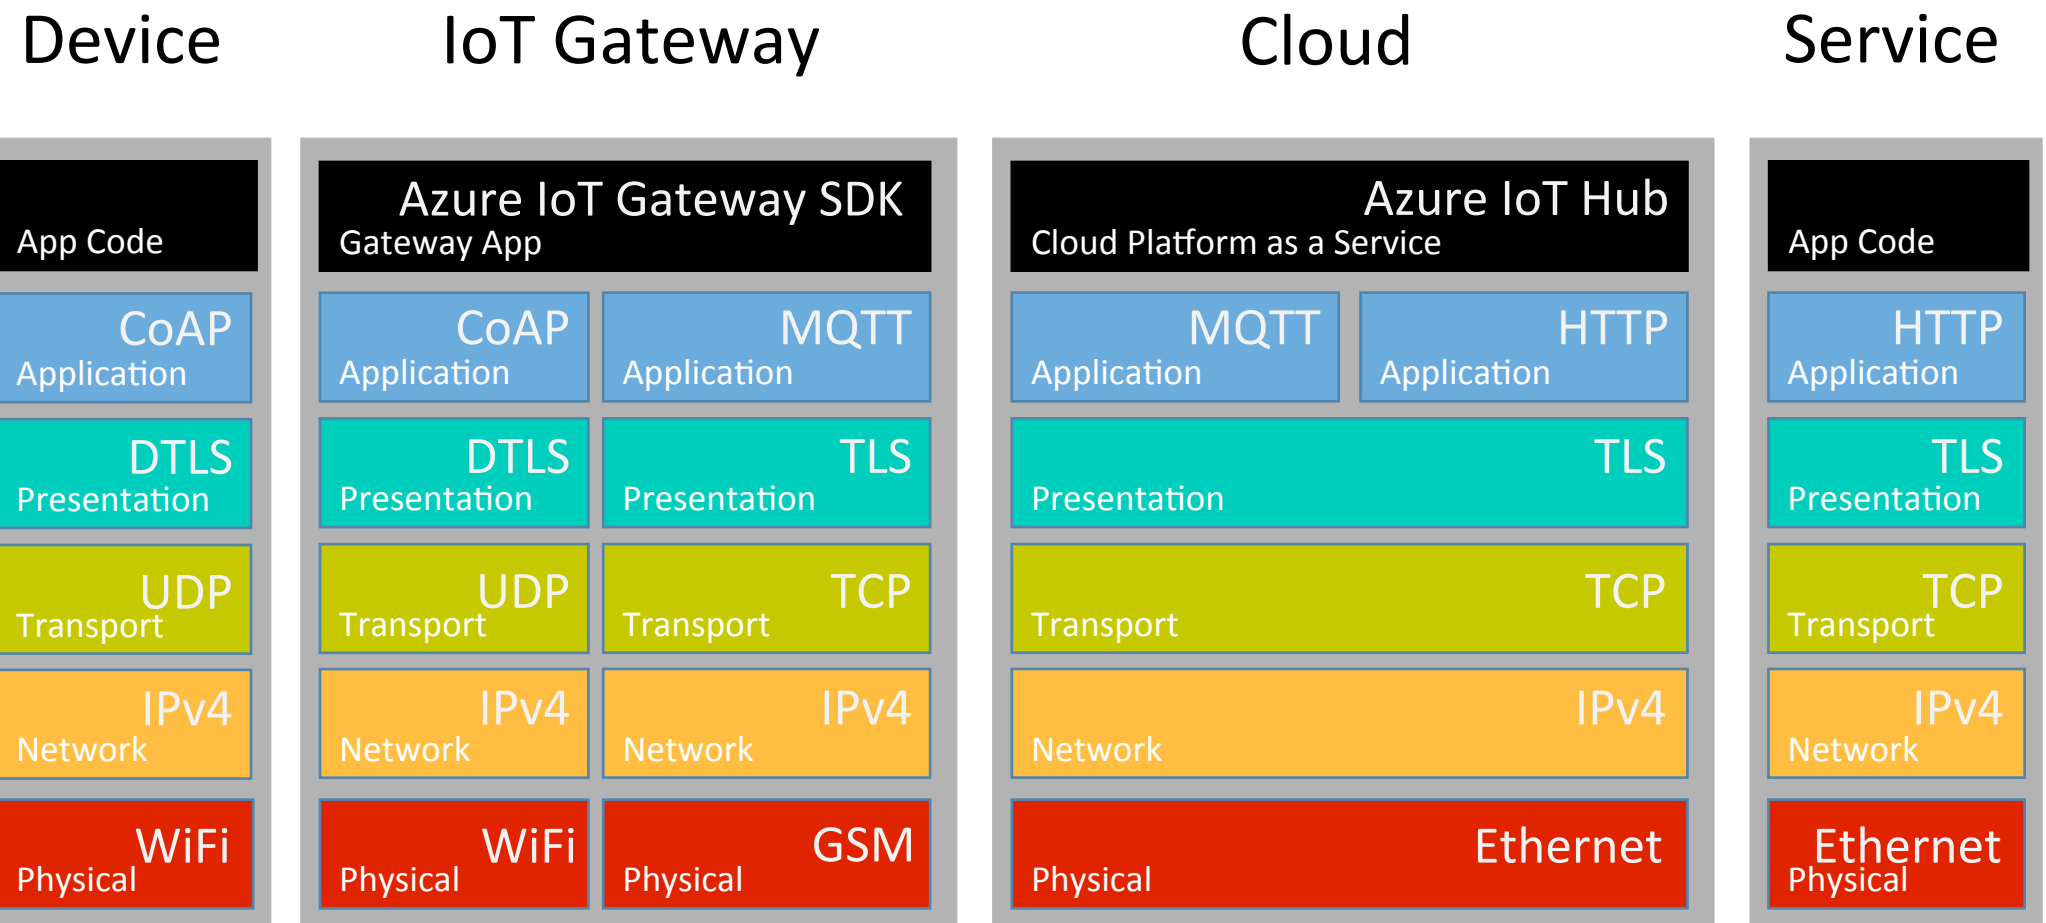 Device
IoT Gateway
Cloud
Service
App Code
Azure IoT Gateway SDK
Gateway App
Azure IoT Hub
Cloud Platform as a Service
App Code
CoAP
Application
CoAP
Application
MQTT
Application
MQTT
Application
HTTP
Application
HTTP
Application
DTLS
Presentation
DTLS
Presentation
TLS
Presentation
TLS
Presentation
TLS
Presentation
UDP
Transport
UDP
Transport
TCP
Transport
TCP
Transport
TCP
Transport
IPv4
Network
IPv4
Network
IPv4
Network
IPv4
Network
IPv4
Network
WiFi
Physical
WiFi
Physical
GSM
Physical
Ethernet
Physical
Ethernet
Physical